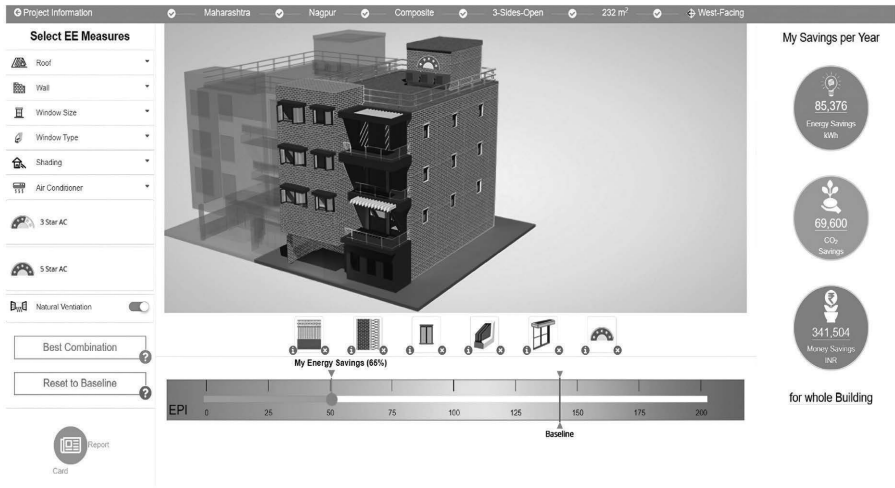 Project Information
Maharashtra
Nagpur
Composite
3-Sides-Open
232 m²
West-Facing
Select EE Measures
Roof
Wall
Window Size
Window Type
Shading
Air Conditioner
3 Star AC
5 Star AC
Natural Ventiation
Best Combination
?
Reset to Baseline
?
Report
Card
My Energy Savings (65%)
EPI
0 25 50 75 100 125 150 175 200
Baseline
My Savings per Year
85,376
Energy Savings
kWh
69,600
CO₂
Savings
341,504
Money Savings
INR
for whole Building